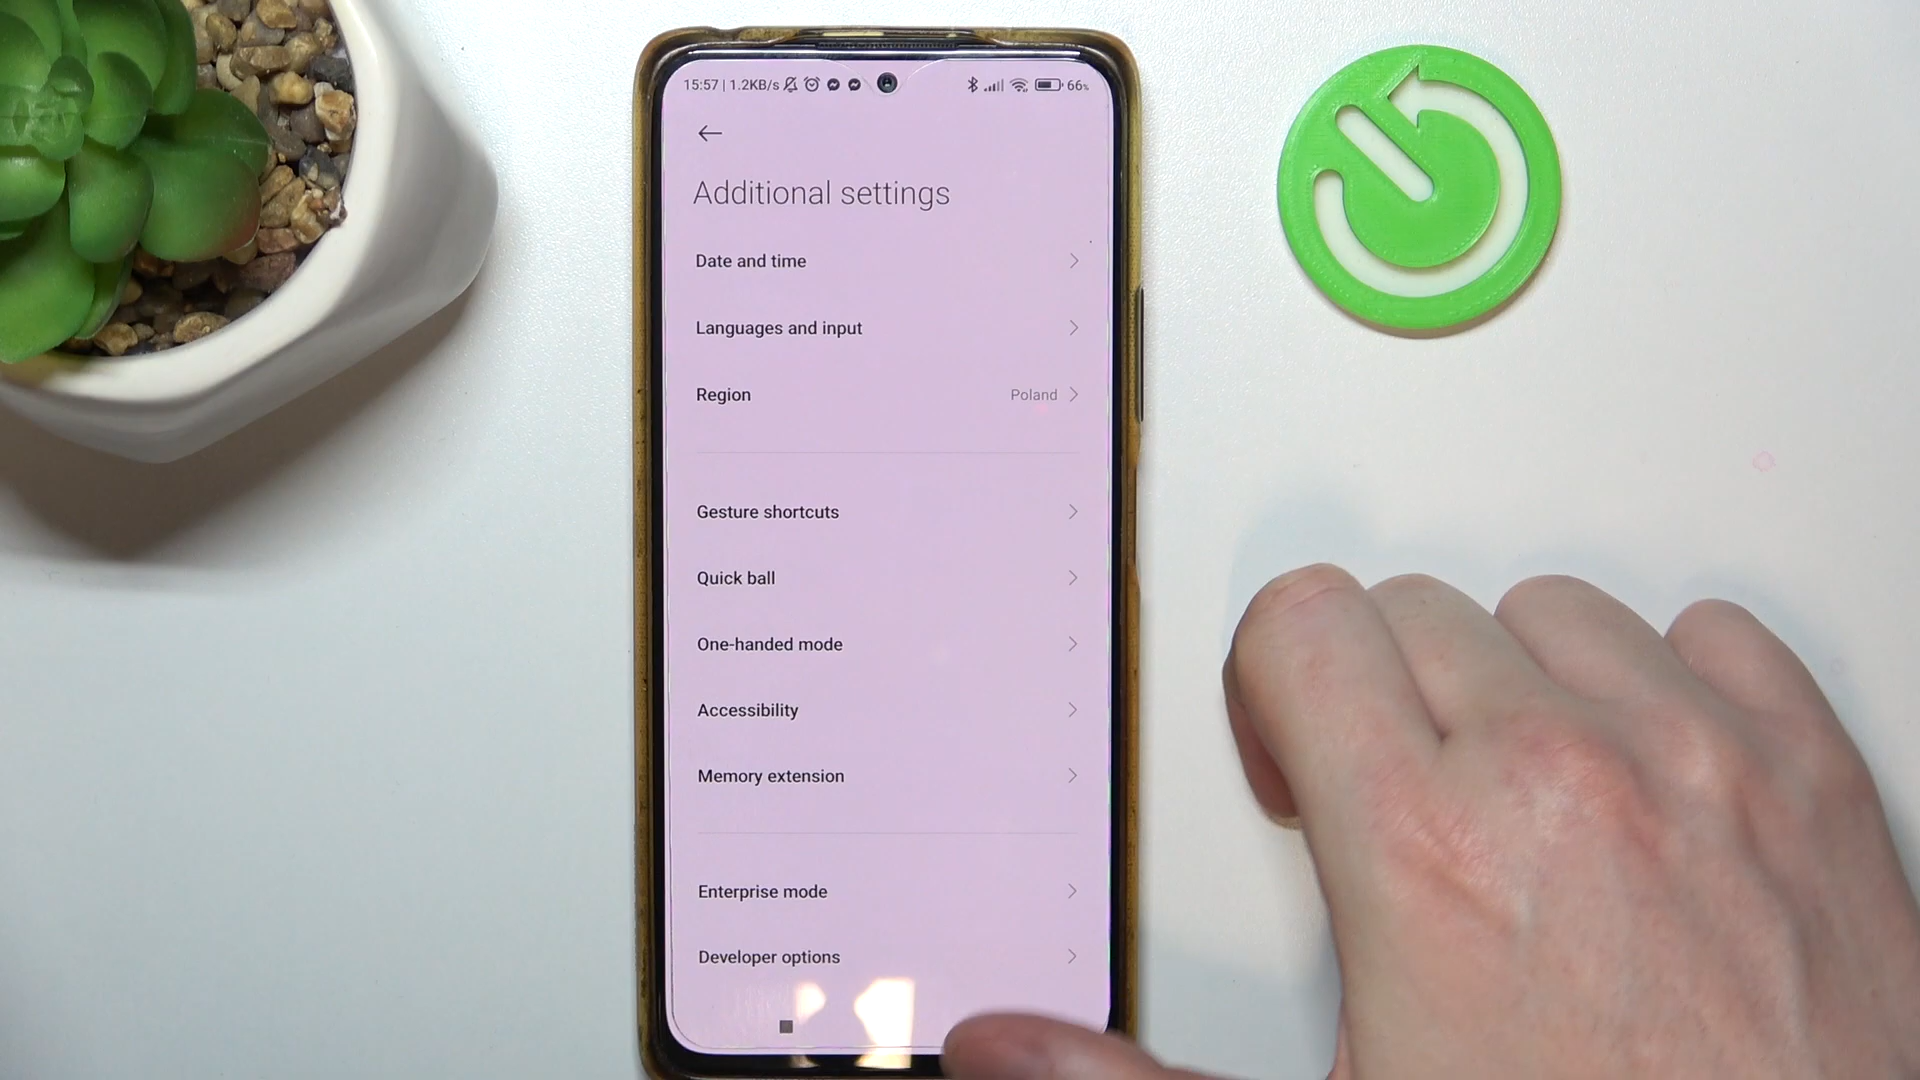 15:57 | 1.2KB/s 66%
Additional settings
Date and time
Languages and input
Region Poland
Gesture shortcuts
Quick ball
One-handed mode
Accessibility
Memory extension
Enterprise mode
Developer options